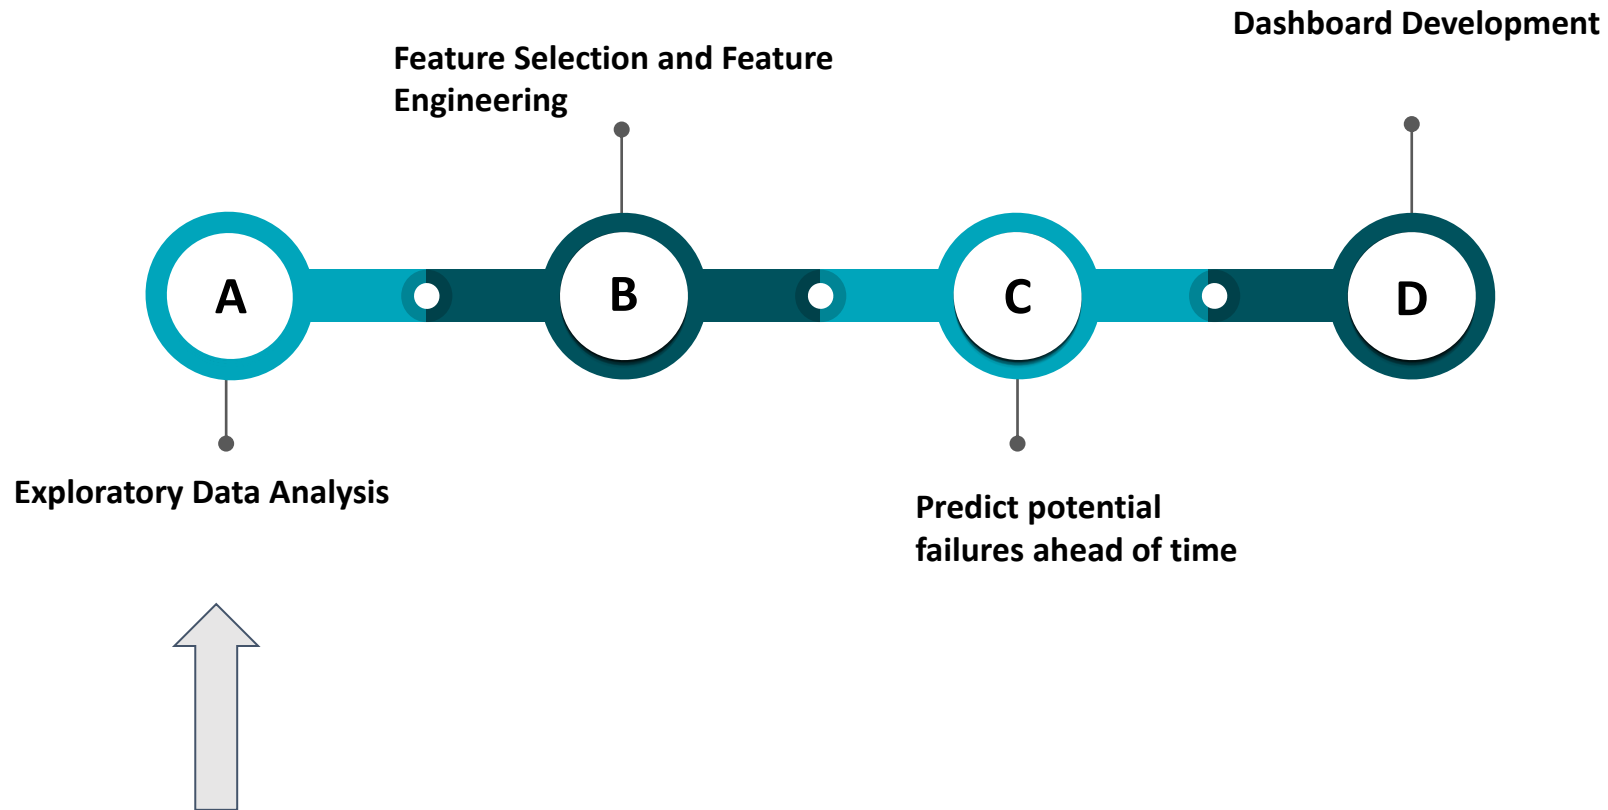 Dashboard Development
Feature Selection and Feature
Engineering
A
B
C
D
Exploratory Data Analysis
Predict potential
failures ahead of time